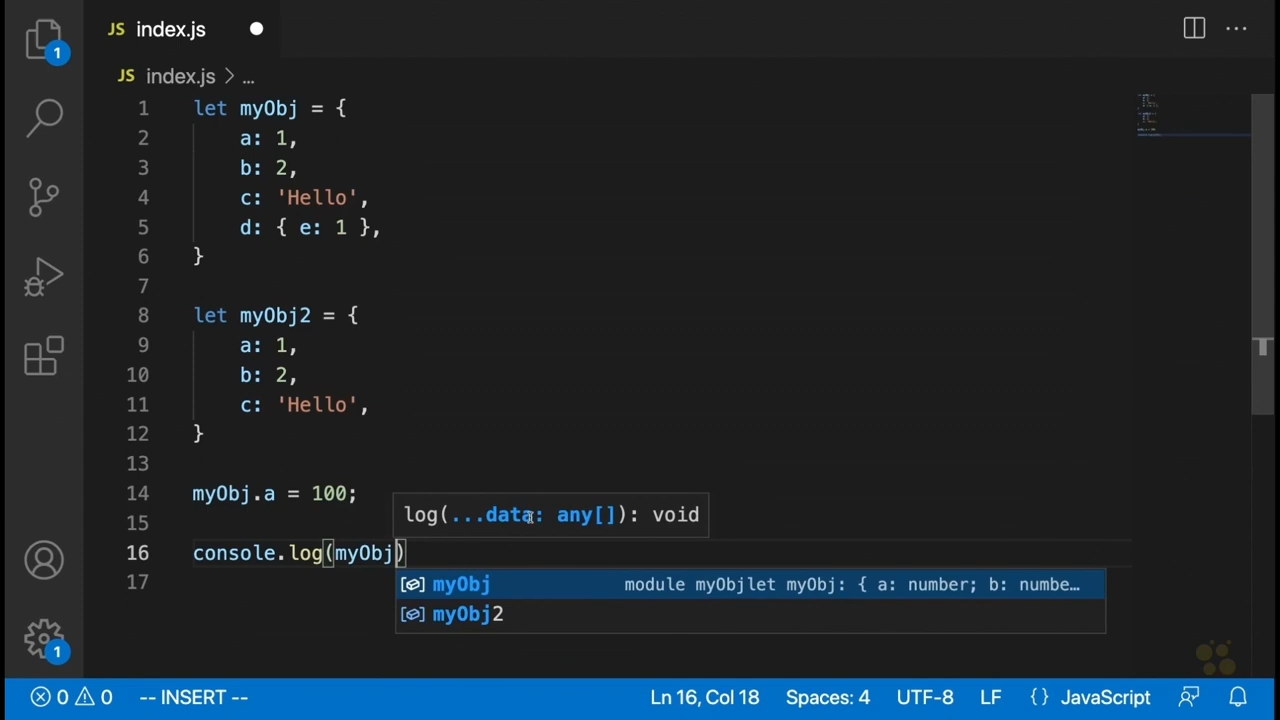 JS index.js
1
JS index.js > ...
1 let myObj = {
2 a: 1,
3 b: 2,
4 c: 'Hello',
5 d: { e: 1 },
6 }
7
8 let myObj2 = {
9 a: 1,
10 b: 2,
11 c: 'Hello',
12 }
13
14 myObj.a = 100;
log(...data: any[]): void
15
16 console.log(myObj)
17
myObj module myObjlet myObj: { a: number; b: numbe…
myObj2
1
0 0 -- INSERT -- Ln 16, Col 18 Spaces: 4 UTF-8 LF {} JavaScript